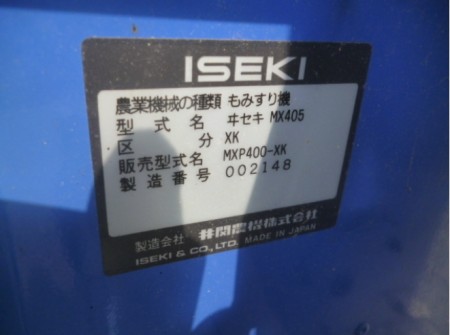 ISEKI
農業機械の種類 もみすり機
型式名 ヰセキ MX405
区分 XK
販売型式名 MXP400-XK
製造番号 002148
製造会社 井関農機株式会社
ISEKI & CO., LTD. MADE IN JAPAN